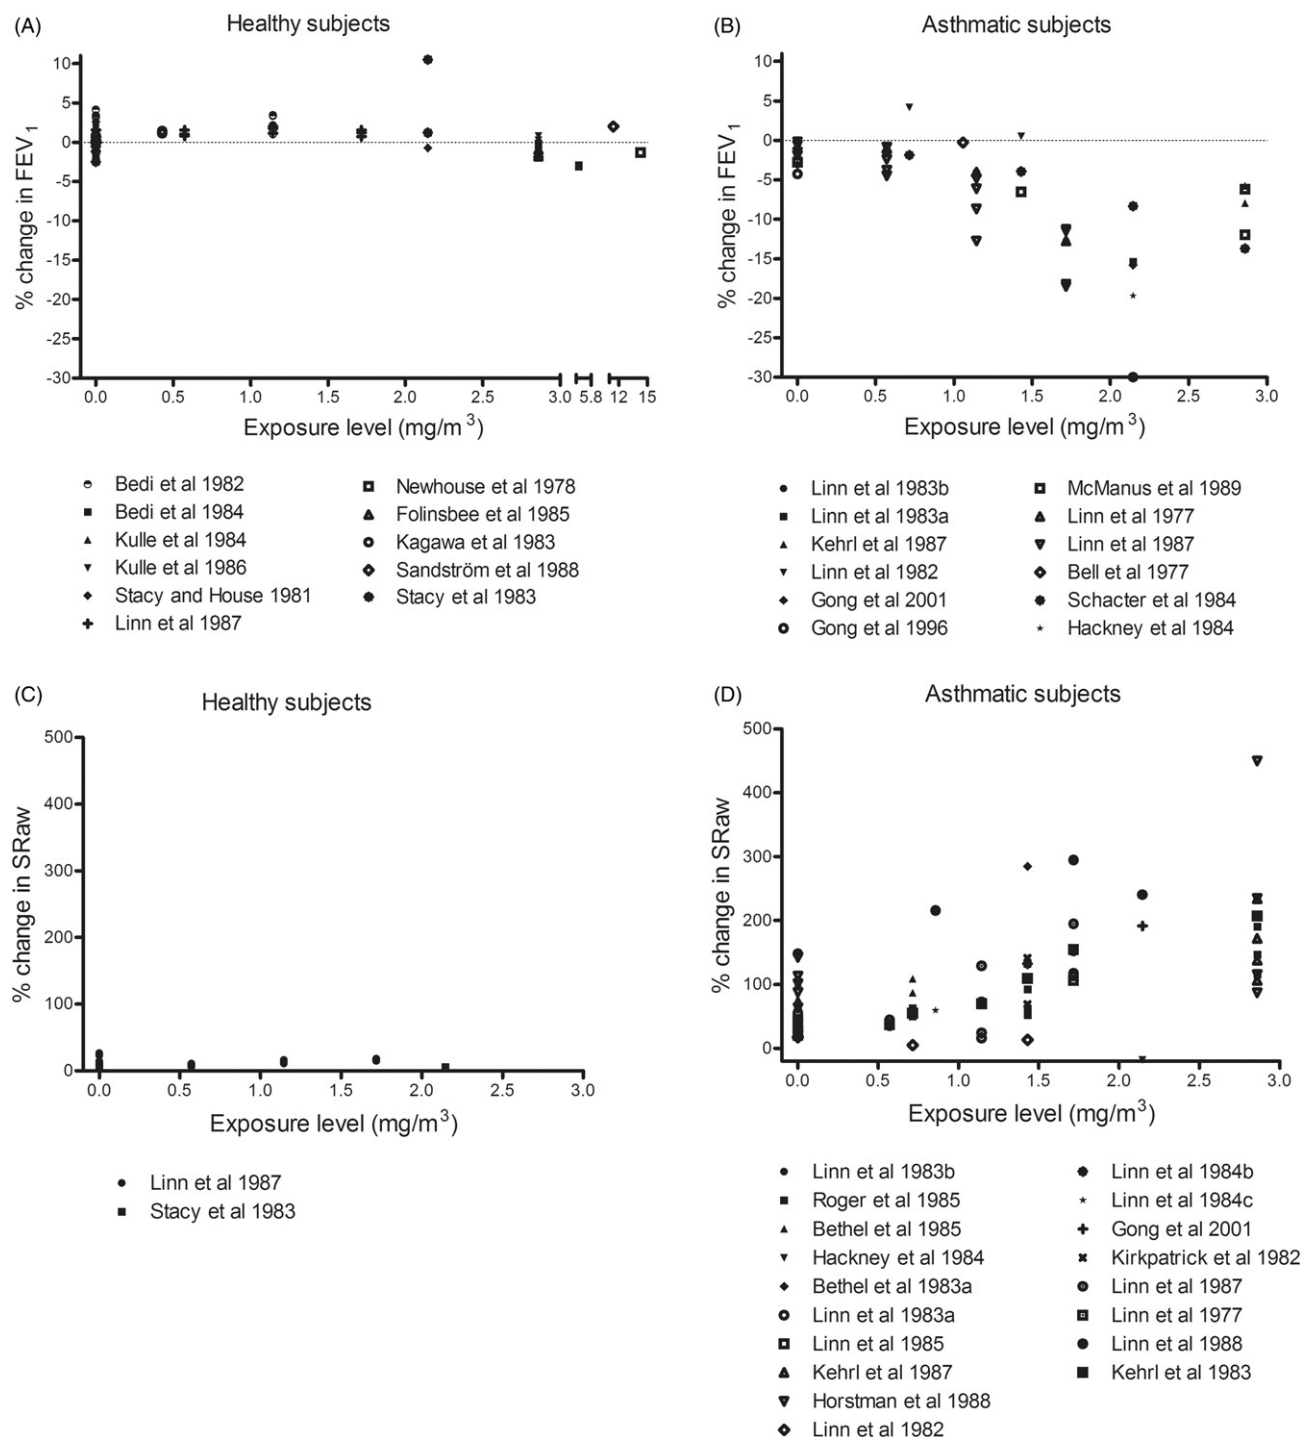 (A)
Healthy subjects
% change in FEV1
10
5
0
-5
-10
-15
-20
-25
-30
0.0 0.5 1.0 1.5 2.0 2.5 3.0 5.8 12 15
Exposure level (mg/m3)
Bedi et al 1982
Bedi et al 1984
Kulle et al 1984
Kulle et al 1986
Stacy and House 1981
Linn et al 1987
Newhouse et al 1978
Folinsbee et al 1985
Kagawa et al 1983
Sandström et al 1988
Stacy et al 1983
(B)
Asthmatic subjects
% change in FEV1
10
5
0
-5
-10
-15
-20
-25
-30
0.0 0.5 1.0 1.5 2.0 2.5 3.0
Exposure level (mg/m3)
Linn et al 1983b
Linn et al 1983a
Kehrl et al 1987
Linn et al 1982
Gong et al 2001
Gong et al 1996
McManus et al 1989
Linn et al 1977
Linn et al 1987
Bell et al 1977
Schacter et al 1984
Hackney et al 1984
(C)
Healthy subjects
% change in SRaw
500
400
300
200
100
0
0.0 0.5 1.0 1.5 2.0 2.5 3.0
Exposure level (mg/m3)
Linn et al 1987
Stacy et al 1983
(D)
Asthmatic subjects
% change in SRaw
500
400
300
200
100
0
0.0 0.5 1.0 1.5 2.0 2.5 3.0
Exposure level (mg/m3)
Linn et al 1983b
Roger et al 1985
Bethel et al 1985
Hackney et al 1984
Bethel et al 1983a
Linn et al 1983a
Linn et al 1985
Kehrl et al 1987
Horstman et al 1988
Linn et al 1982
Linn et al 1984b
Linn et al 1984c
Gong et al 2001
Kirkpatrick et al 1982
Linn et al 1987
Linn et al 1977
Linn et al 1988
Kehrl et al 1983